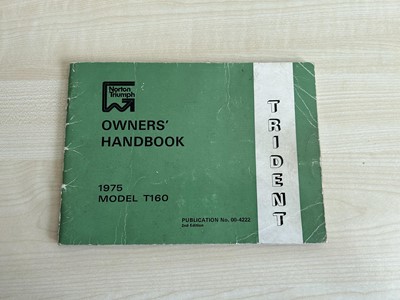 Norton
Triumph
OWNERS'
HANDBOOK
1975
MODEL T160
PUBLICATION No. 00-4222
2nd Edition
TRIDENT